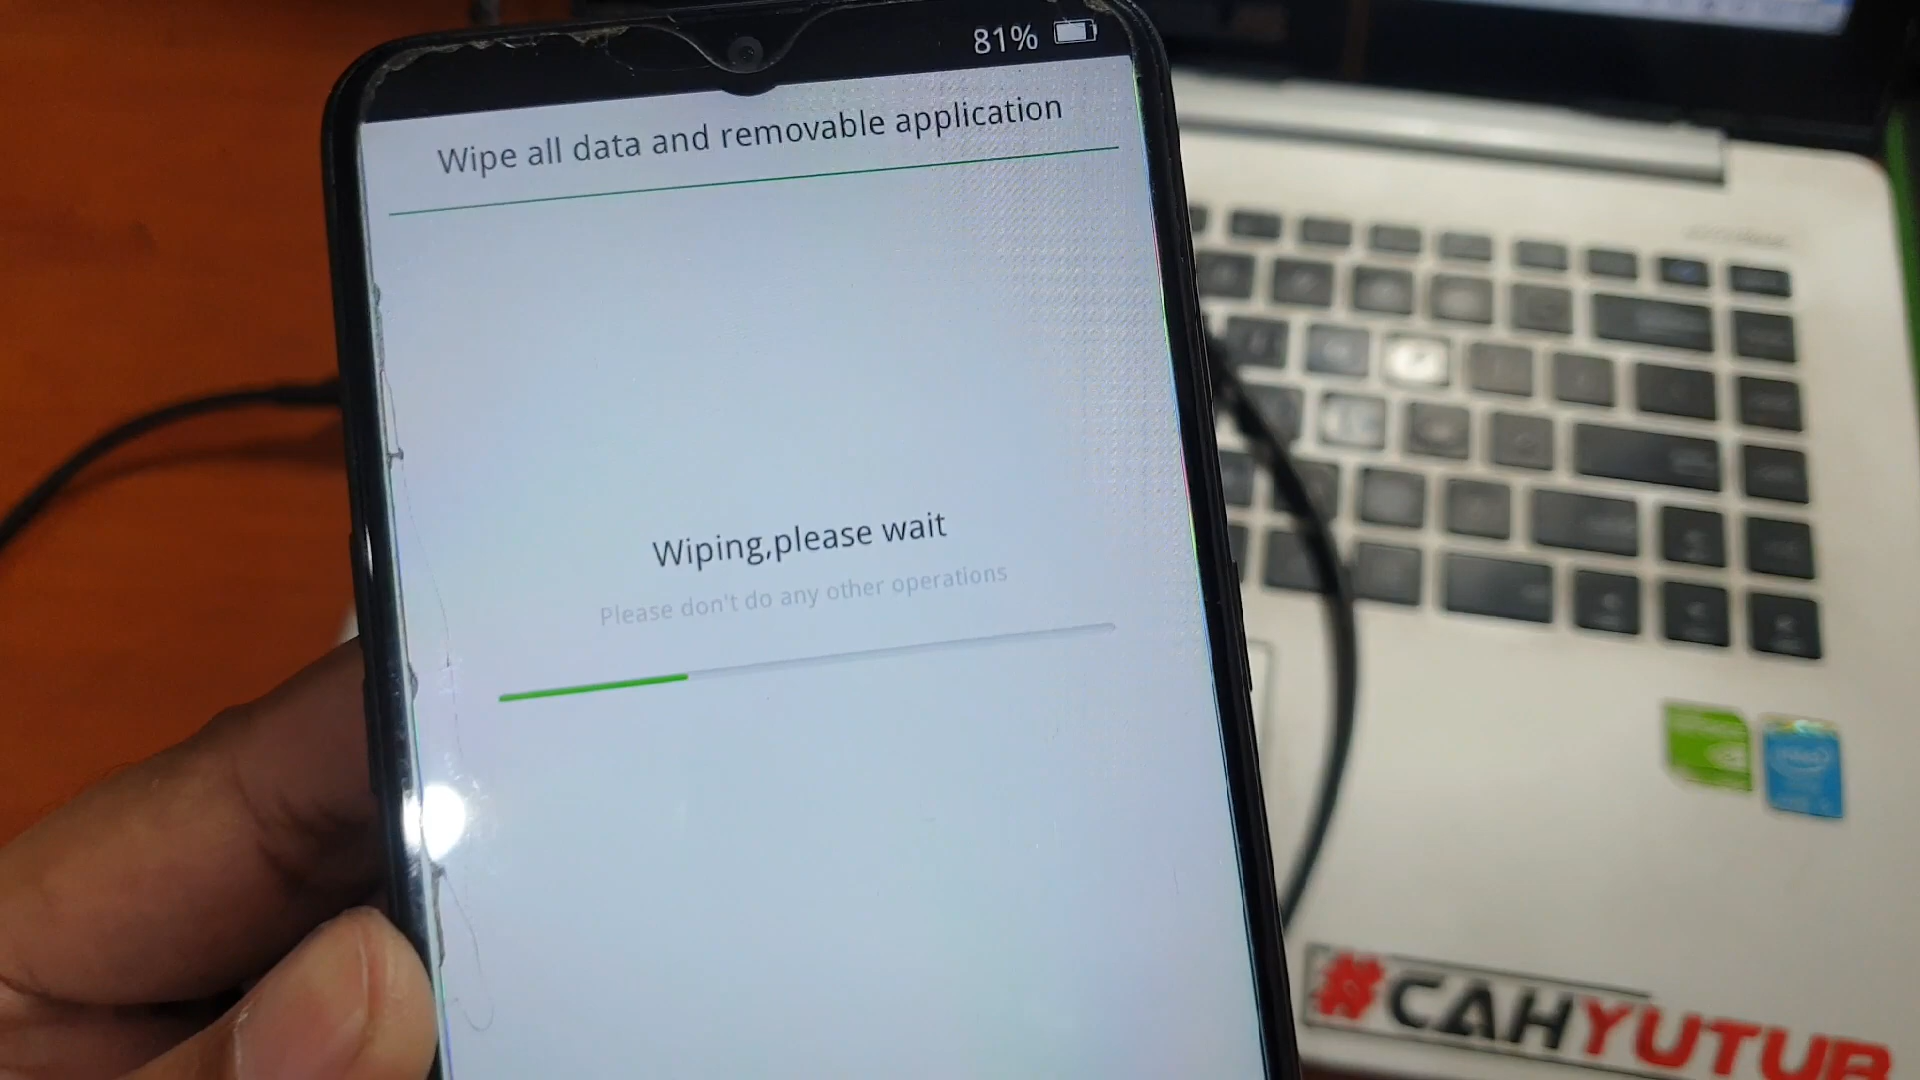 81%
Wipe all data and removable application
Wiping,please wait
Please don't do any other operations
#CAHYUTUB